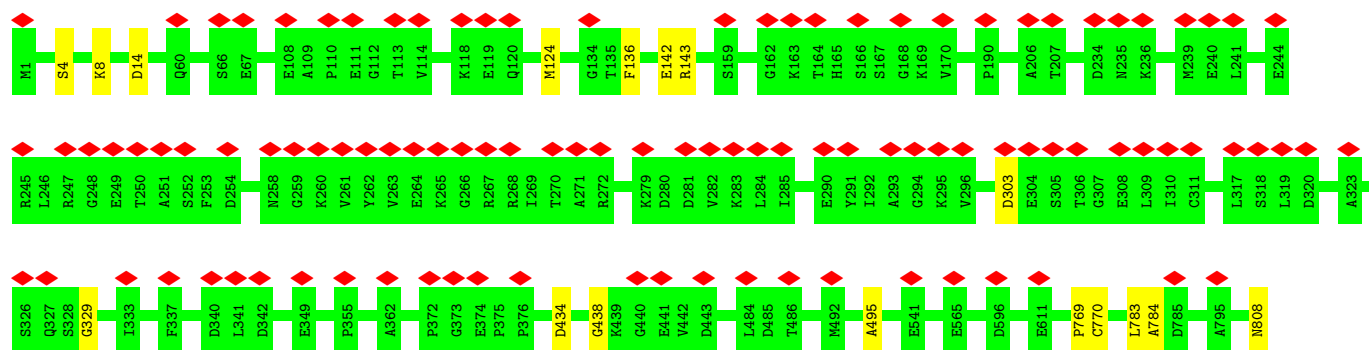 M1 S4 K8 D14 Q60 S66 E67 E108 A109 P110 E111 G112 T113 V114 K118 E119 Q120 M124 G134 T135 F136 E142 R143 S159 G162 K163 T164 H165 S166 S167 G168 K169 V170 P190 A206 T207 D234 N235 K236 M239 E240 L241 E244
R245 L246 R247 G248 E249 T250 A251 S252 F253 D254 N258 G259 K260 V261 Y262 V263 E264 K265 G266 R267 R268 I269 T270 A271 R272 K279 D280 D281 V282 K283 L284 I285 E290 Y291 I292 A293 G294 K295 V296 D303 E304 S305 T306 G307 E308 L309 I310 C311 L317 S318 L319 D320 A323
S326 Q327 S328 G329 I333 F337 D340 L341 D342 E349 P355 A362 P372 G373 E374 P375 P376 D434 G438 K439 G440 E441 V442 D443 L484 D485 T486 M492 A495 E541 E565 D596 E611 P769 C770 L783 A784 D785 A795 N808